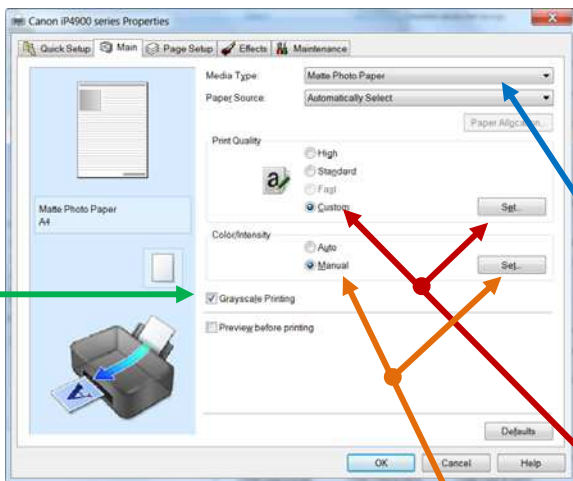 Canon iP4900 series Properties
Quick Setup Main Page Setup Effects Maintenance
Media Type: Matte Photo Paper
Paper Source: Automatically Select
Paper Allocation...
Print Quality
High
Standard
Fast
Custom Set...
Matte Photo Paper
A4
Color/Intensity
Auto
Manual Set...
Grayscale Printing
Preview before printing
Defaults
OK Cancel Help